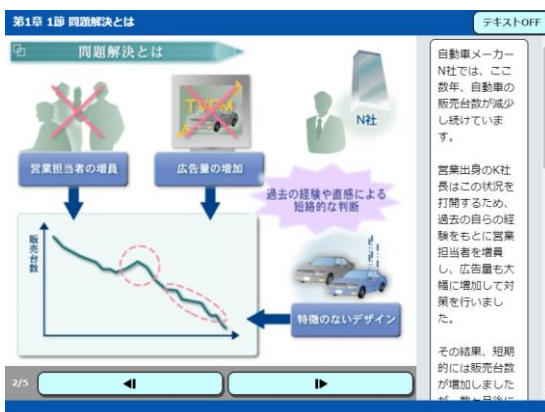 第1章 1節 問題解決とは
テキストOFF
問題解決とは
TVCM
N社
営業担当者の増員
広告量の増加
過去の経験や直感による
短絡的な判断
販売台数
特徴のないデザイン
2/5
自動車メーカー
N社では、ここ
数年、自動車の
販売台数が減少
し続けていま
す。
営業出身のK社
長はこの状況を
打開するため、
過去の自らの経
験をもとに営業
担当者を増員
し、広告量も大
幅に増加して対
策を行いまし
た。
その結果、短期
的には販売台数
が増加しました
が、数ヶ月後に